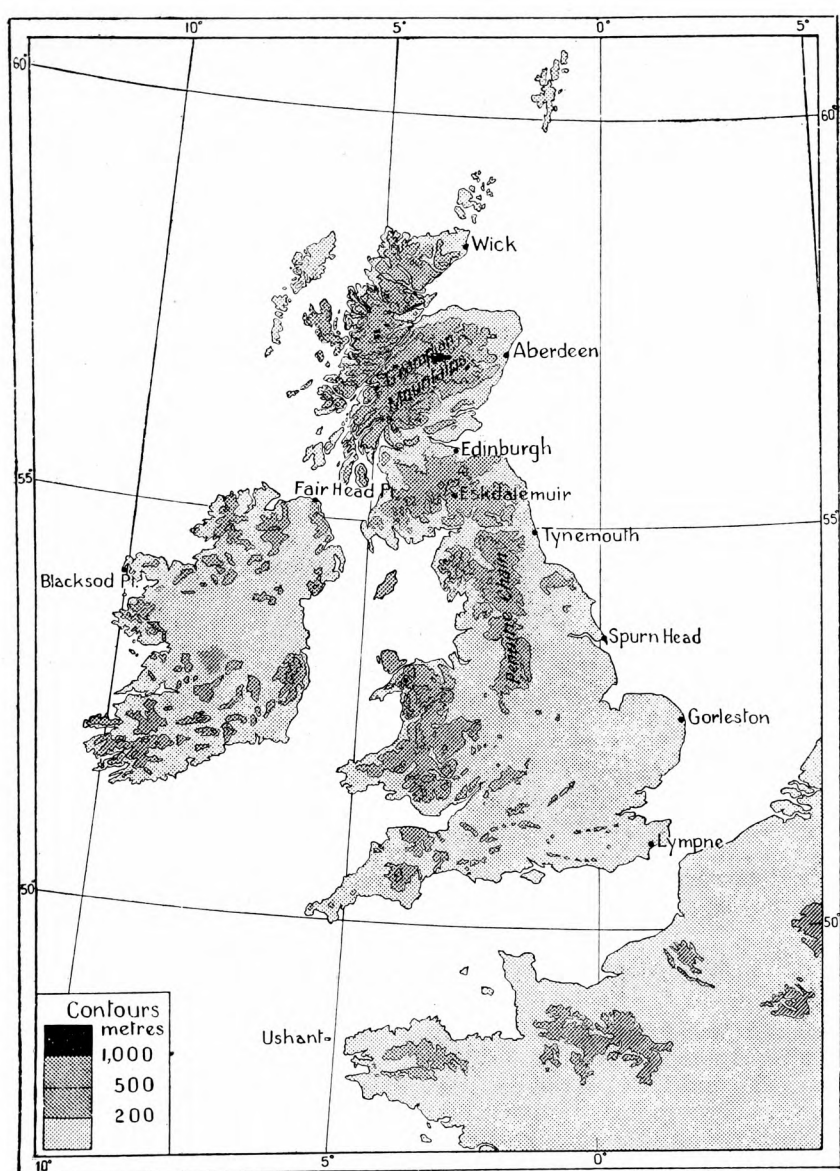 10° 5° 0° 5°
60°
60°
Wick
Grampian
Mountains
Aberdeen
Edinburgh
55°
Fair Head Pt.
Eskdalemuir
55°
Tynemouth
Blacksod Pt.
Pennine Chain
Spurn Head
Gorleston
Lympne
50°
50°
Contours
metres
1,000
500
200
Ushant
10° 5° 0°